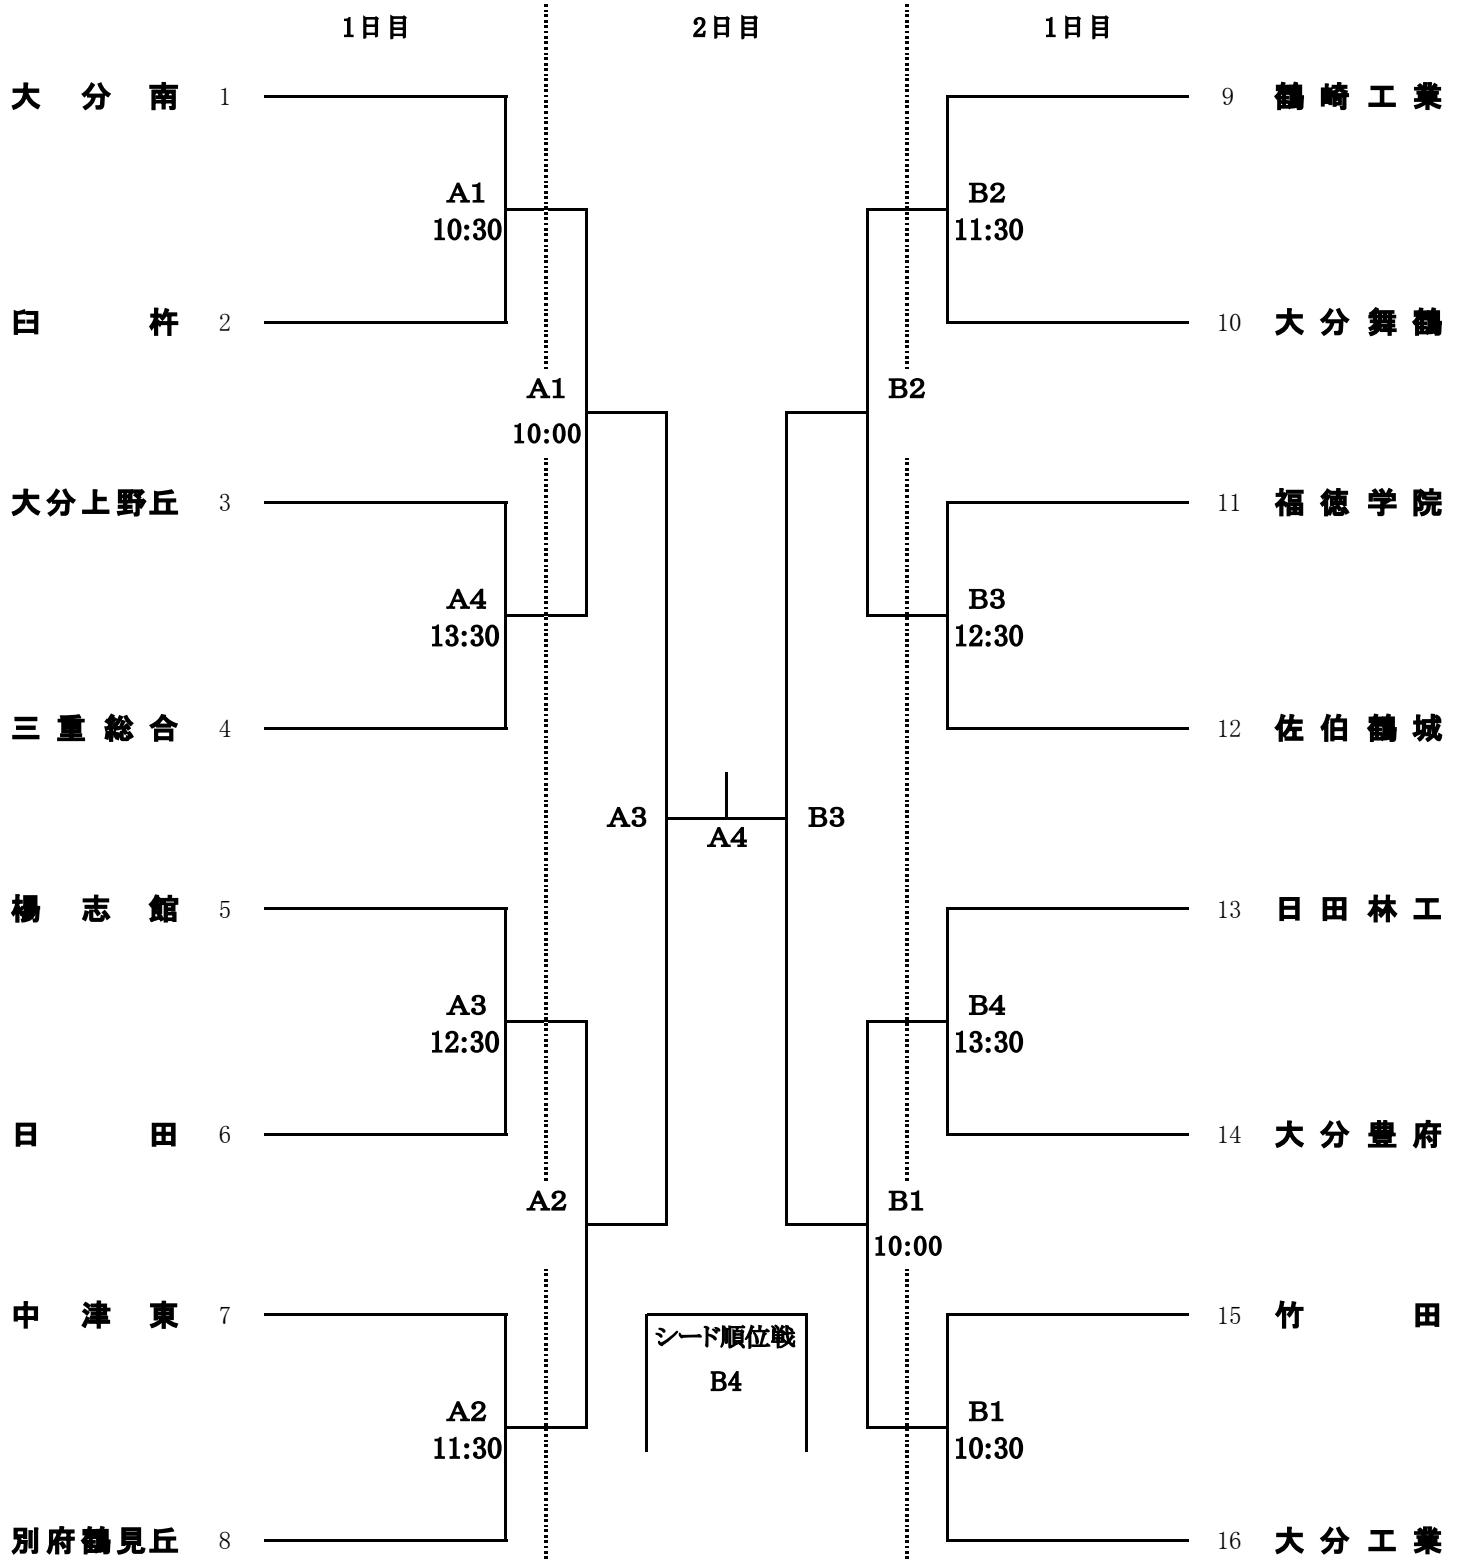 1日目 2日目 1日目
大分南 1 9 鶴崎工業
A1 B2
10:30 11:30
臼杵 2 10 大分舞鶴
A1 B2
10:00
大分上野丘 3 11 福徳学院
A4 B3
13:30 12:30
三重総合 4 12 佐伯鶴城
A3 B3
A4
楊志館 5 13 日田林工
A3 B4
12:30 13:30
日田 6 14 大分豊府
A2 B1
10:00
中津東 7 15 竹田
シード順位戦
B4
A2 B1
11:30 10:30
別府鶴見丘 8 16 大分工業